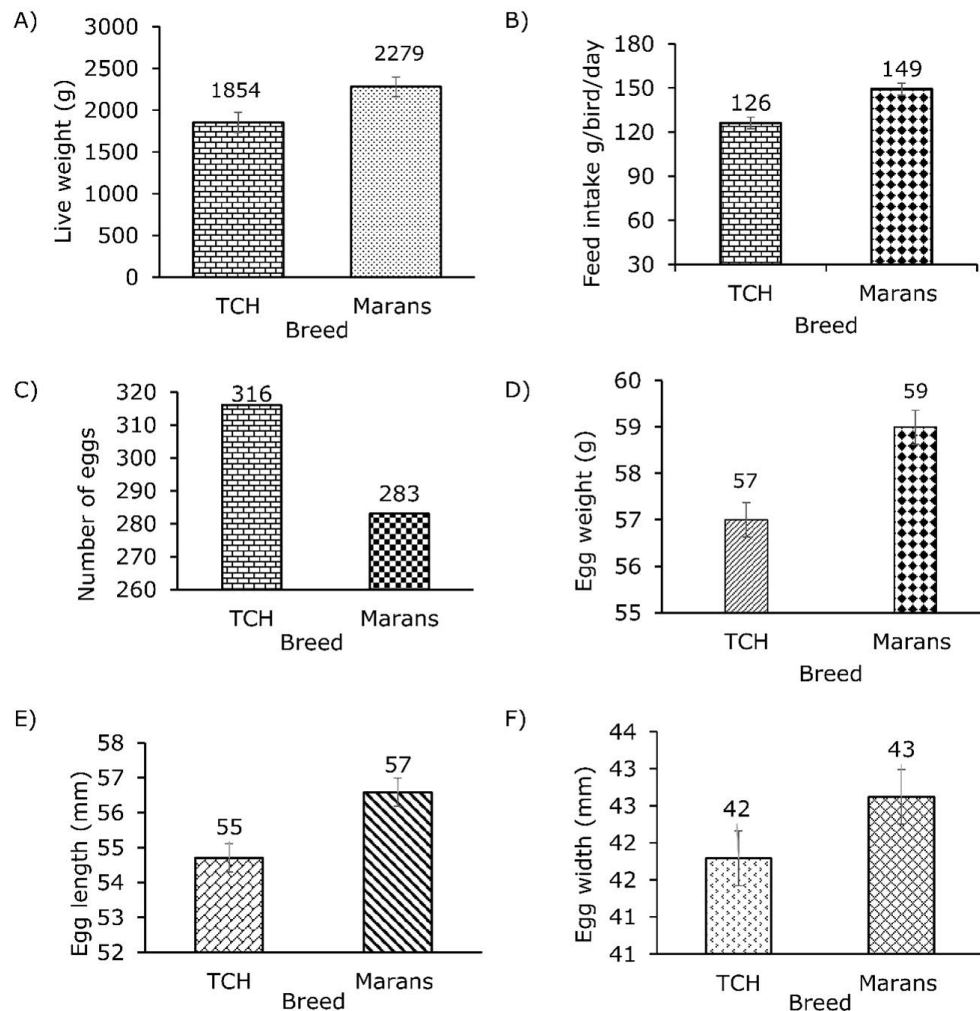 A)
Live weight (g)
3000
2500
2000
1500
1000
500
0
1854
2279
TCH Marans
Breed
B)
Feed intake g/bird/day
180
150
120
90
60
30
126
149
TCH Marans
Breed
C)
Number of eggs
320
310
300
290
280
270
260
316
283
TCH Marans
Breed
D)
Egg weight (g)
60
59
58
57
56
55
57
59
TCH Marans
Breed
E)
Egg length (mm)
58
57
56
55
54
53
52
55
57
TCH Marans
Breed
F)
Egg width (mm)
44
43
43
42
42
41
41
42
43
TCH Marans
Breed